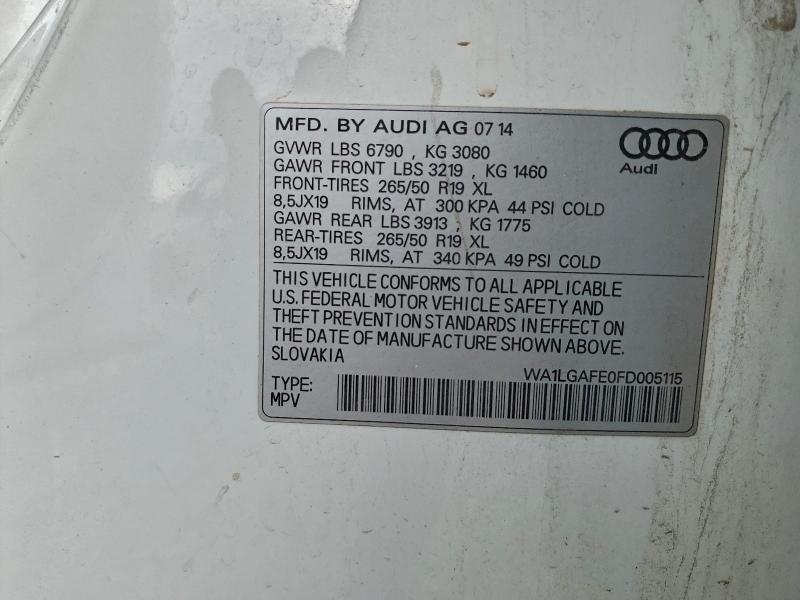 MFD. BY AUDI AG 07 14
GVWR LBS 6790 , KG 3080
GAWR FRONT LBS 3219 , KG 1460
FRONT-TIRES 265/50 R19 XL
8,5JX19 RIMS, AT 300 KPA 44 PSI COLD
GAWR REAR LBS 3913 , KG 1775
REAR-TIRES 265/50 R19 XL
8,5JX19 RIMS, AT 340 KPA 49 PSI COLD
Audi
THIS VEHICLE CONFORMS TO ALL APPLICABLE
U.S. FEDERAL MOTOR VEHICLE SAFETY AND
THEFT PREVENTION STANDARDS IN EFFECT ON
THE DATE OF MANUFACTURE SHOWN ABOVE.
SLOVAKIA
WA1LGAFE0FD005115
TYPE:
MPV